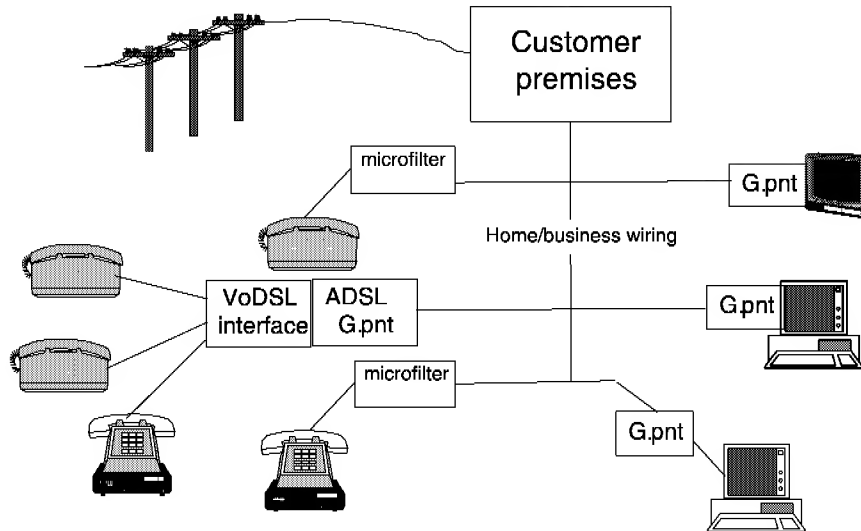 Customer
premises
microfilter
G.pnt
Home/business wiring
VoDSL
interface
ADSL
G.pnt
G.pnt
microfilter
G.pnt